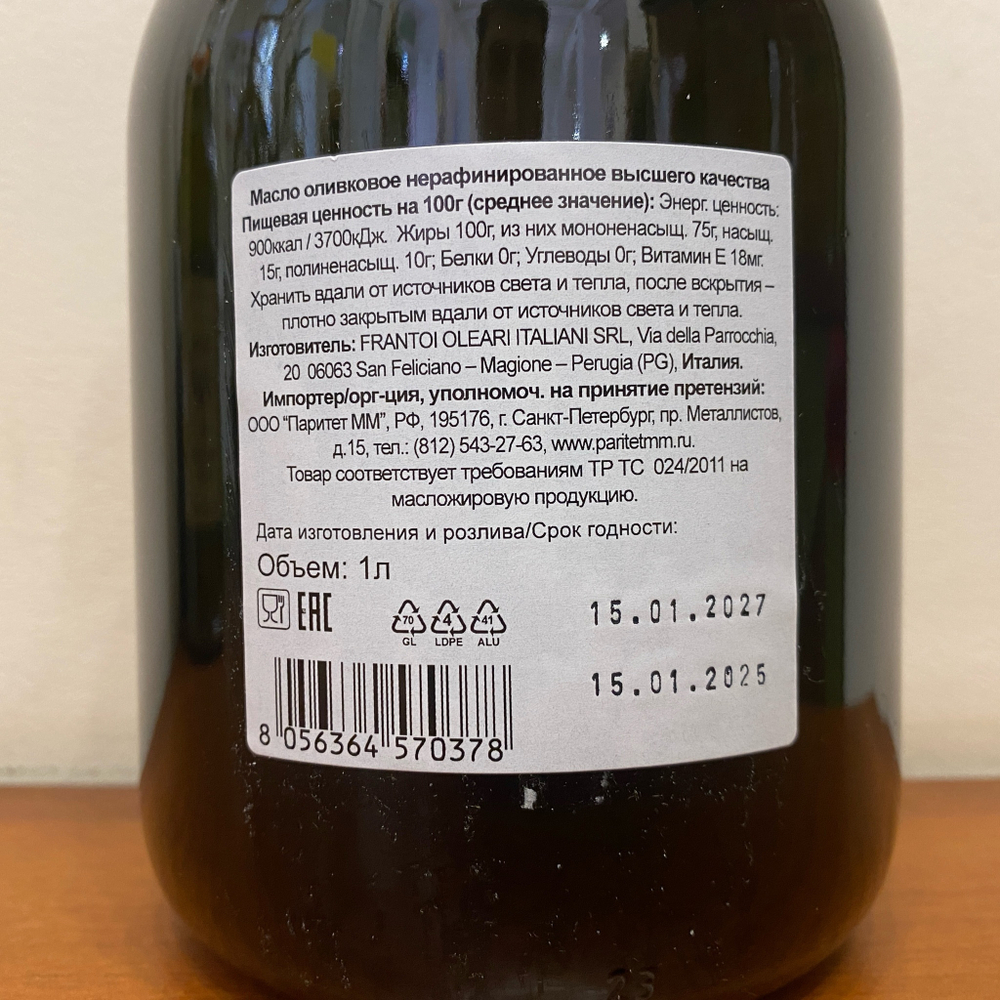 Масло оливковое нерафинированное высшего качества
Пищевая ценность на 100г (среднее значение): Энерг. ценность:
900ккал / 3700кДж. Жиры 100г, из них мононенасыщ. 75г, насыщ.
15г, полиненасыщ. 10г; Белки 0г; Углеводы 0г; Витамин Е 18мг.
Хранить вдали от источников света и тепла, после вскрытия –
плотно закрытым вдали от источников света и тепла.
Изготовитель: FRANTOI OLEARI ITALIANI SRL, Via della Parrocchia,
20 06063 San Feliciano – Magione – Perugia (PG), Италия.
Импортер/орг-ция, уполномоч. на принятие претензий:
ООО “Паритет ММ”, РФ, 195176, г. Санкт-Петербург, пр. Металлистов,
д.15, тел.: (812) 543-27-63, www.paritetmm.ru.
Товар соответствует требованиям ТР ТС 024/2011 на
масложировую продукцию.
Дата изготовления и розлива/Срок годности:
Объем: 1л
EAC 70 GL 4 LDPE 41 ALU
15.01.2027
15.01.2025
8 056364 570378